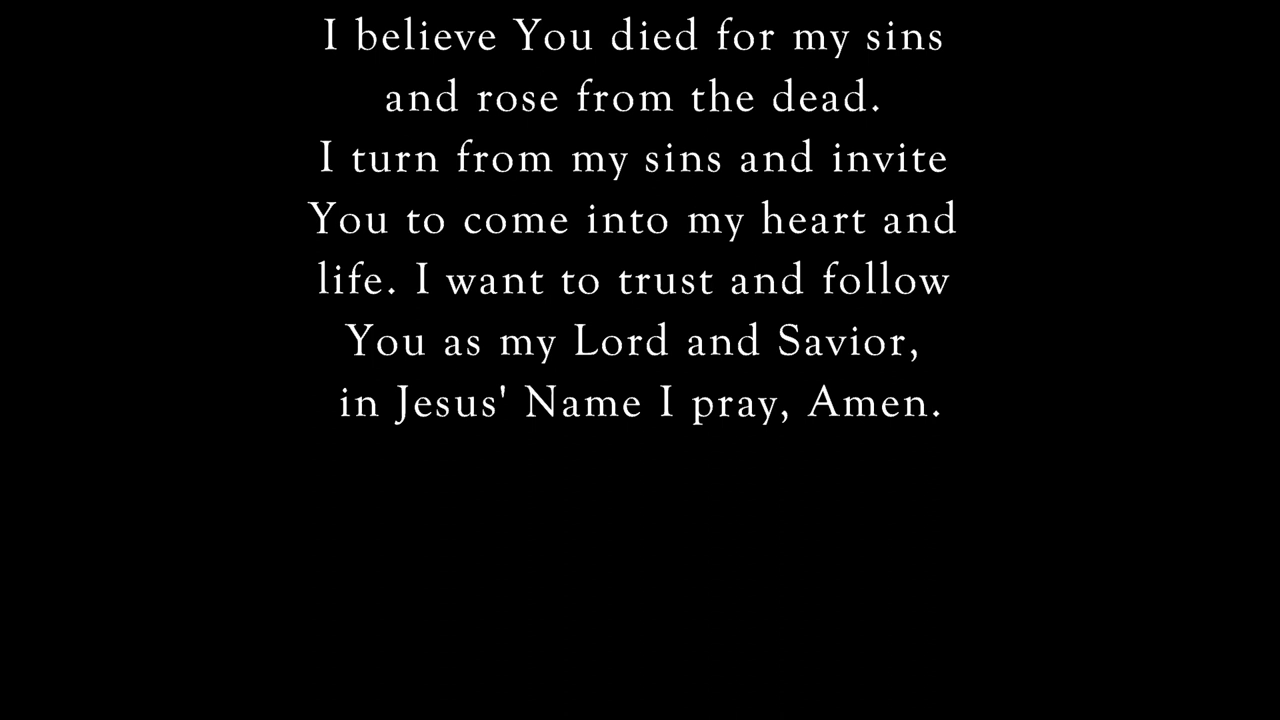 I believe You died for my sins
and rose from the dead.
I turn from my sins and invite
You to come into my heart and
life. I want to trust and follow
You as my Lord and Savior,
in Jesus' Name I pray, Amen.